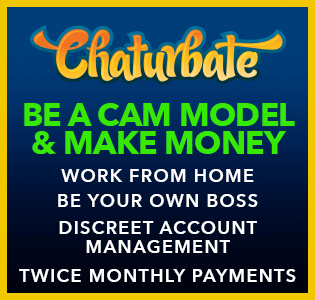 Chaturbate
BE A CAM MODEL
& MAKE MONEY
WORK FROM HOME
BE YOUR OWN BOSS
DISCREET ACCOUNT
MANAGEMENT
TWICE MONTHLY PAYMENTS